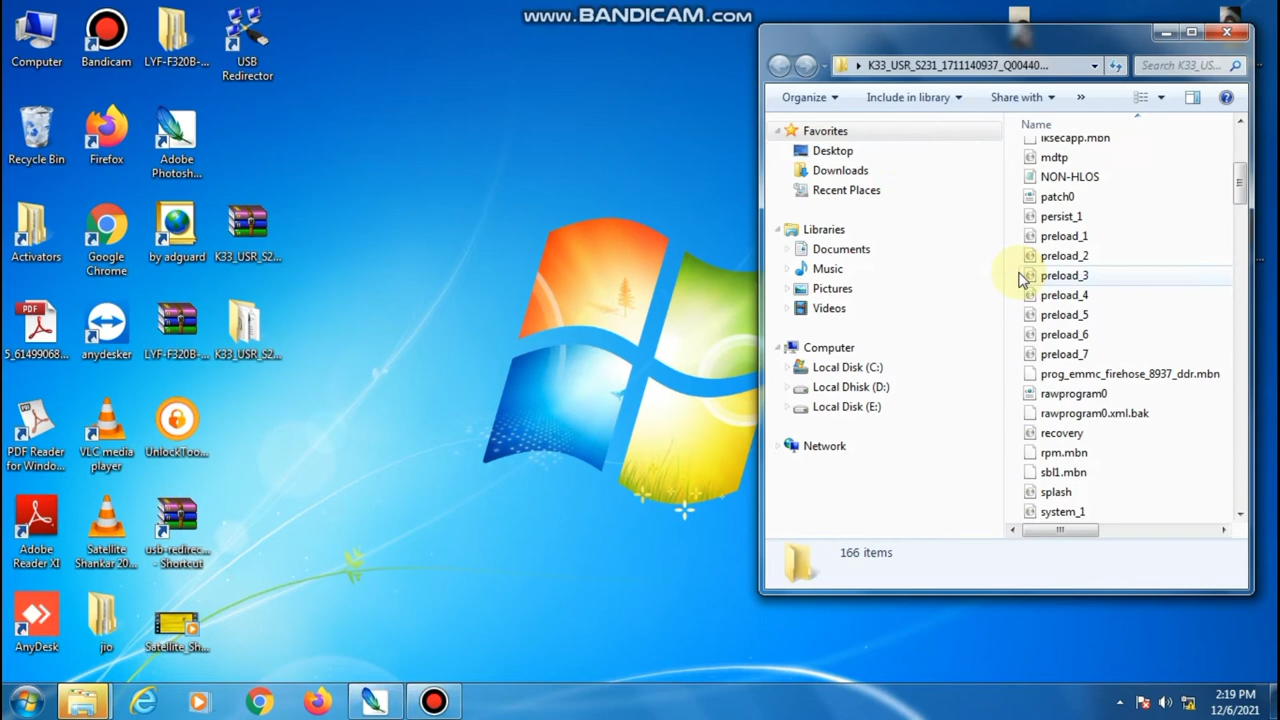 www.BANDICAM.com
Computer
Bandicam
LYF-F320B-...
USB
Redirector
Recycle Bin
Firefox
Adobe
Photosh...
Activators
Google
Chrome
by adguard
K33_USR_S2...
5_61499068...
anydesker
LYF-F320B-...
K33_USR_S2...
PDF Reader
for Windo...
VLC media
player
UnlockToo...
Adobe
Reader XI
Satellite
Shankar 20...
usb-redirec...
- Shortcut
AnyDesk
jio
Satellite_Sh...
K33_USR_S231_1711140937_Q00440...
Search K33_US...
Organize
Include in library
Share with
»
Favorites
Desktop
Downloads
Recent Places
Libraries
Documents
Music
Pictures
Videos
Computer
Local Disk (C:)
Local Dhisk (D:)
Local Disk (E:)
Network
Name
lksecapp.mbn
mdtp
NON-HLOS
patch0
persist_1
preload_1
preload_2
preload_3
preload_4
preload_5
preload_6
preload_7
prog_emmc_firehose_8937_ddr.mbn
rawprogram0
rawprogram0.xml.bak
recovery
rpm.mbn
sbl1.mbn
splash
system_1
166 items
2:19 PM
12/6/2021